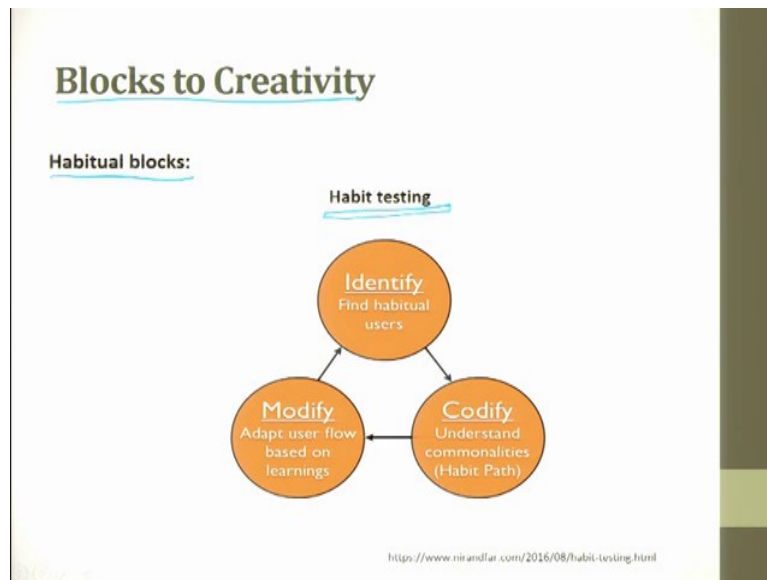 Blocks to Creativity
Habitual blocks:
Habit testing
Identify
Find habitual
users
Modify
Adapt user flow
based on
learnings
Codify
Understand
commonalities
(Habit Path)
https://www.nirandfar.com/2016/08/habit-testing.html